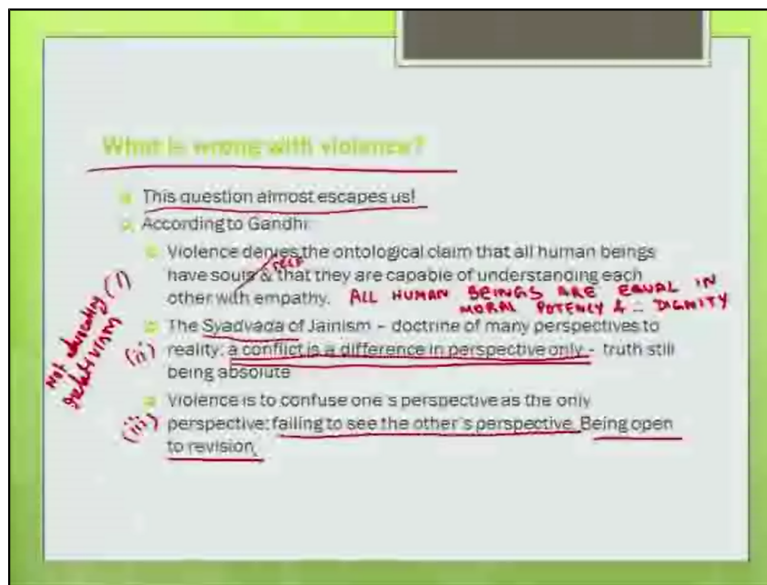 What is wrong with violence?
This question almost escapes us!
According to Gandhi:
Violence denies the ontological claim that all human beings
SELF
have souls & that they are capable of understanding each
other with empathy. ALL HUMAN BEINGS ARE EQUAL IN
MORAL POTENCY & .. DIGNITY
(i)
The Syadvada of Jainism – doctrine of many perspectives to
(ii) reality: a conflict is a difference in perspective only - truth still
being absolute
Not advocating
relativism
Violence is to confuse one's perspective as the only
(iii) perspective: failing to see the other's perspective. Being open
to revision.